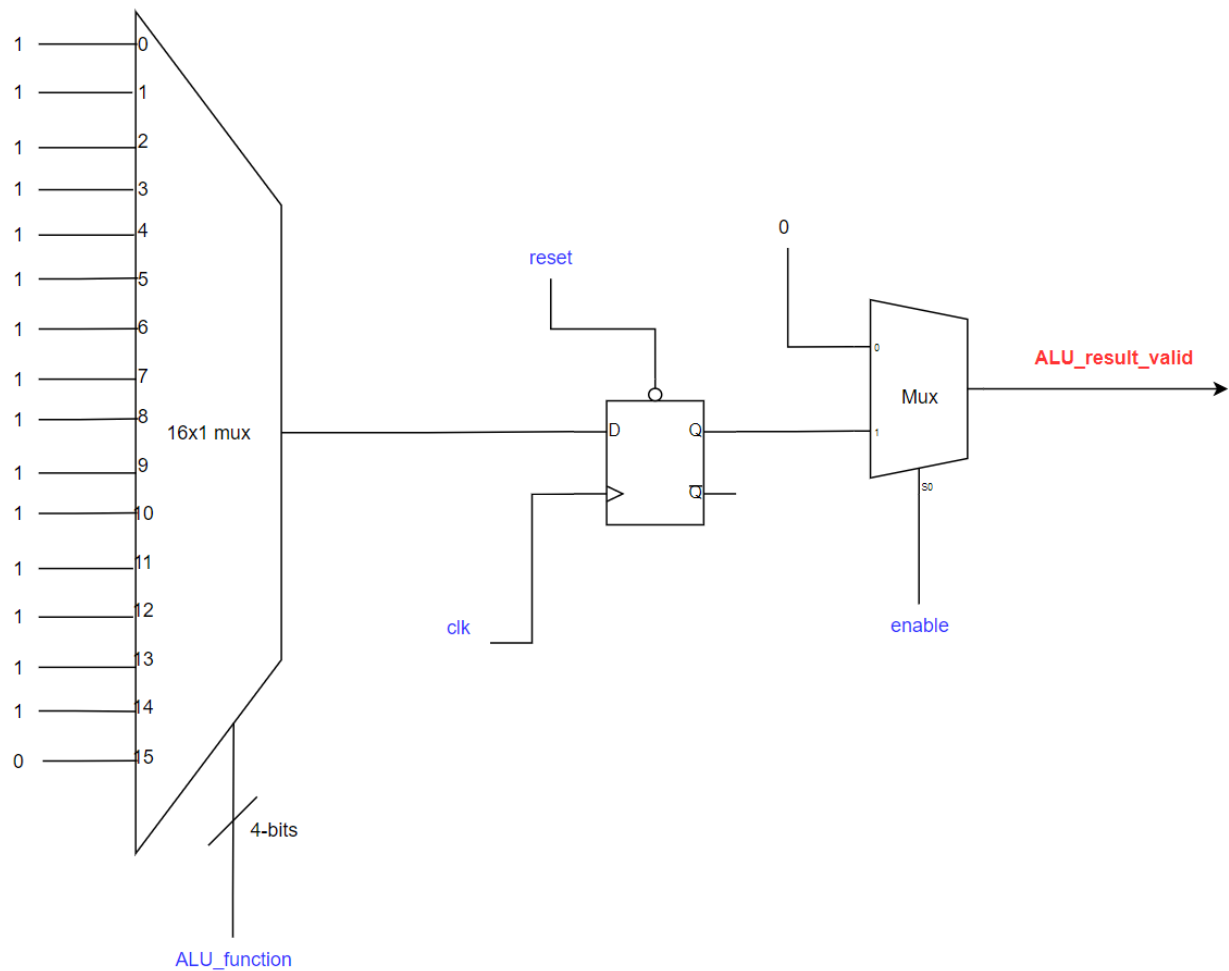 1 0
1 1
1 2
1 3
1 4
1 5
1 6
1 7
1 8
1 9
1 10
1 11
1 12
1 13
1 14
0 15
16x1 mux
4-bits
ALU_function
reset
D Q
Q̅
clk
0
0
Mux
1
S0
enable
ALU_result_valid